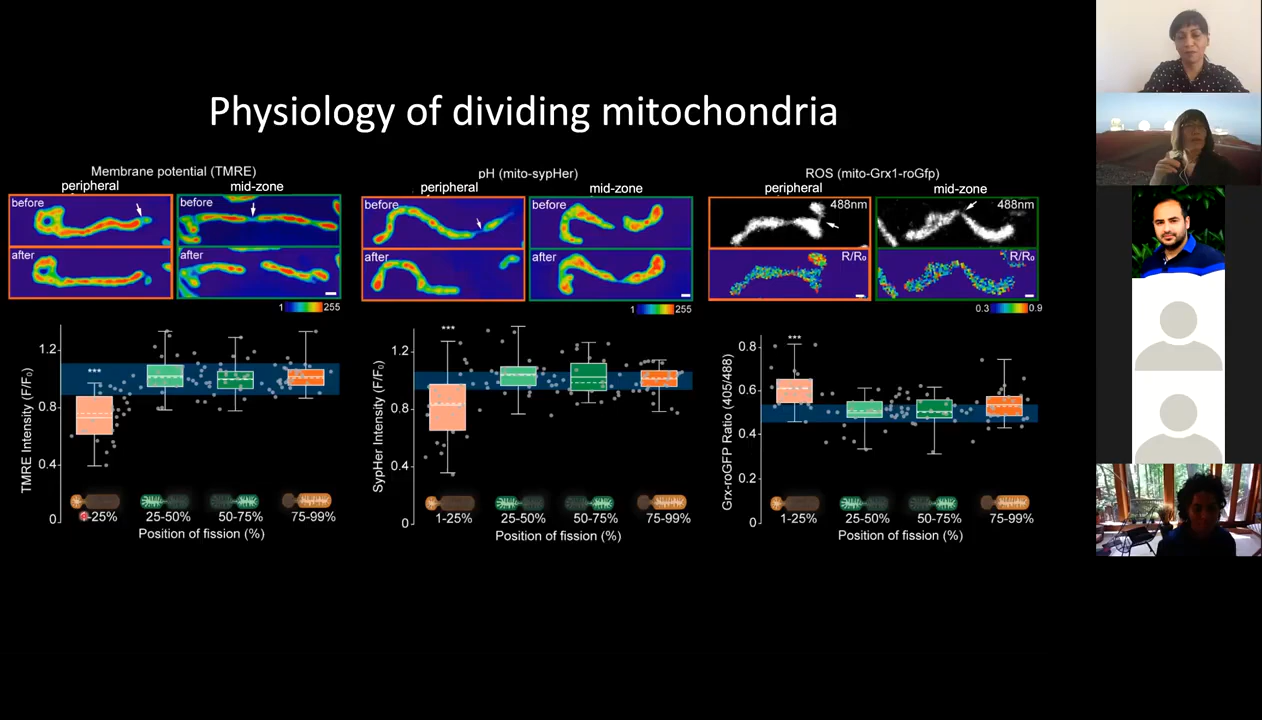 Physiology of dividing mitochondria
Membrane potential (TMRE)
peripheral
mid-zone
before
before
after
after
1
255
TMRE Intensity (F/F₀)
1.2
0.8
0.4
0
***
25%
25-50%
50-75%
75-99%
Position of fission (%)
pH (mito-sypHer)
peripheral
mid-zone
before
before
after
after
1
255
SypHer Intensity (F/F₀)
1.2
0.8
0.4
0
***
1-25%
25-50%
50-75%
75-99%
Position of fission (%)
ROS (mito-Grx1-roGfp)
peripheral
mid-zone
488nm
488nm
R/R₀
R/R₀
0.3
0.9
Grx-roGFP Ratio (405/488)
0.8
0.6
0.4
0.2
0
***
1-25%
25-50%
50-75%
75-99%
Position of fission (%)